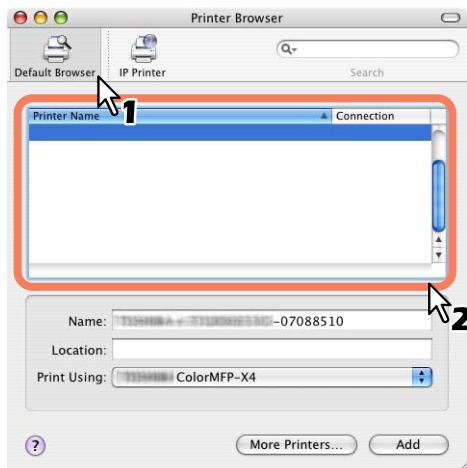 Printer Browser
Default Browser
IP Printer
Search
1
Printer Name
Connection
2
Name: -07088510
Location:
Print Using: ColorMFP-X4
?
More Printers...
Add